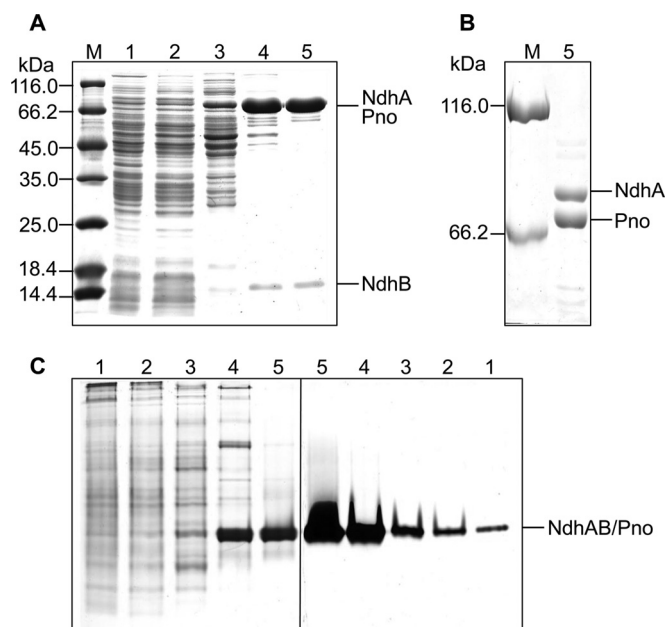 A
M 1 2 3 4 5
kDa
116.0
66.2
45.0
35.0
25.0
18.4
14.4
NdhA
Pno
NdhB
B
M 5
kDa
116.0
66.2
NdhA
Pno
C
1 2 3 4 5 5 4 3 2 1
NdhAB/Pno